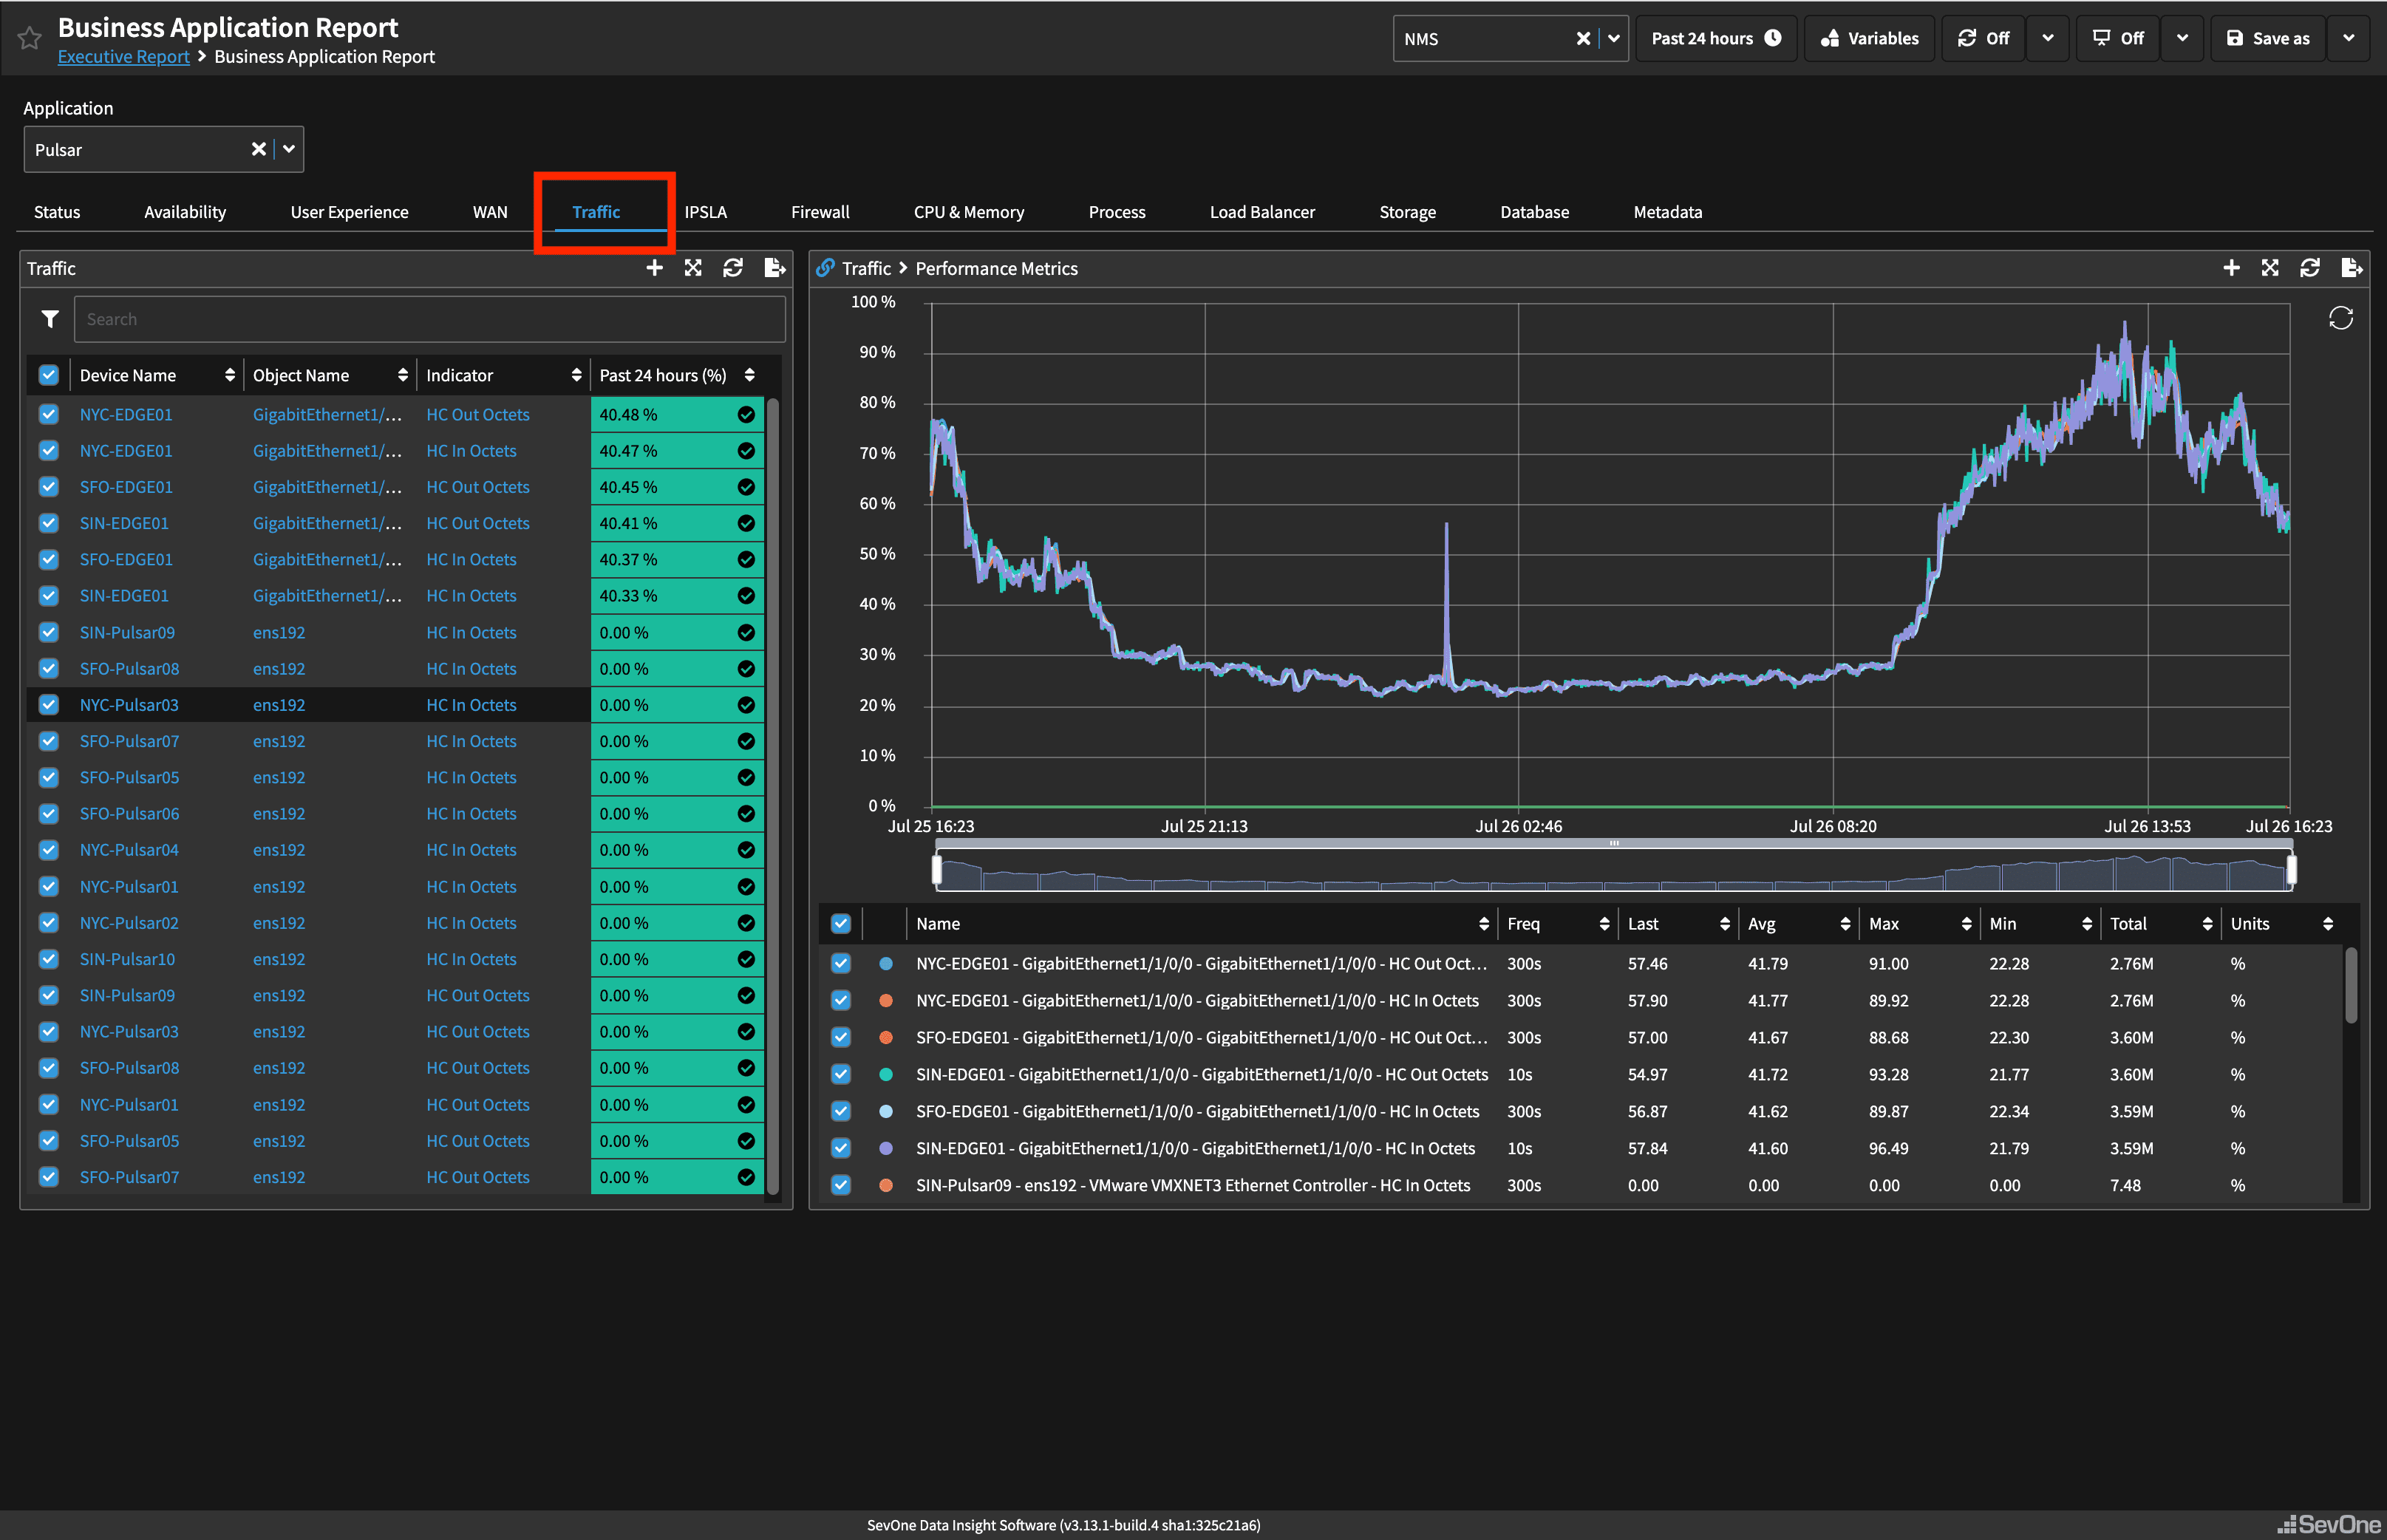 Business Application Report
Executive Report > Business Application Report
NMS
Past 24 hours
Variables
Off
Off
Save as
Application
Pulsar
Status Availability User Experience WAN Traffic IPSLA Firewall CPU & Memory Process Load Balancer Storage Database Metadata
Traffic
Search
Device Name Object Name Indicator Past 24 hours (%)
NYC-EDGE01 GigabitEthernet1/... HC Out Octets 40.48 %
NYC-EDGE01 GigabitEthernet1/... HC In Octets 40.47 %
SFO-EDGE01 GigabitEthernet1/... HC Out Octets 40.45 %
SIN-EDGE01 GigabitEthernet1/... HC Out Octets 40.41 %
SFO-EDGE01 GigabitEthernet1/... HC In Octets 40.37 %
SIN-EDGE01 GigabitEthernet1/... HC In Octets 40.33 %
SIN-Pulsar09 ens192 HC In Octets 0.00 %
SFO-Pulsar08 ens192 HC In Octets 0.00 %
NYC-Pulsar03 ens192 HC In Octets 0.00 %
SFO-Pulsar07 ens192 HC In Octets 0.00 %
SFO-Pulsar05 ens192 HC In Octets 0.00 %
SFO-Pulsar06 ens192 HC In Octets 0.00 %
NYC-Pulsar04 ens192 HC In Octets 0.00 %
NYC-Pulsar01 ens192 HC In Octets 0.00 %
NYC-Pulsar02 ens192 HC In Octets 0.00 %
SIN-Pulsar10 ens192 HC In Octets 0.00 %
SIN-Pulsar09 ens192 HC Out Octets 0.00 %
NYC-Pulsar03 ens192 HC Out Octets 0.00 %
SFO-Pulsar08 ens192 HC Out Octets 0.00 %
NYC-Pulsar01 ens192 HC Out Octets 0.00 %
SFO-Pulsar05 ens192 HC Out Octets 0.00 %
SFO-Pulsar07 ens192 HC Out Octets 0.00 %
Traffic > Performance Metrics
100 %
90 %
80 %
70 %
60 %
50 %
40 %
30 %
20 %
10 %
0 %
Jul 25 16:23 Jul 25 21:13 Jul 26 02:46 Jul 26 08:20 Jul 26 13:53 Jul 26 16:23
Name Freq Last Avg Max Min Total Units
NYC-EDGE01 - GigabitEthernet1/1/0/0 - GigabitEthernet1/1/0/0 - HC Out Oct... 300s 57.46 41.79 91.00 22.28 2.76M %
NYC-EDGE01 - GigabitEthernet1/1/0/0 - GigabitEthernet1/1/0/0 - HC In Octets 300s 57.90 41.77 89.92 22.28 2.76M %
SFO-EDGE01 - GigabitEthernet1/1/0/0 - GigabitEthernet1/1/0/0 - HC Out Oct... 300s 57.00 41.67 88.68 22.30 3.60M %
SIN-EDGE01 - GigabitEthernet1/1/0/0 - GigabitEthernet1/1/0/0 - HC Out Octets 10s 54.97 41.72 93.28 21.77 3.60M %
SFO-EDGE01 - GigabitEthernet1/1/0/0 - GigabitEthernet1/1/0/0 - HC In Octets 300s 56.87 41.62 89.87 22.34 3.59M %
SIN-EDGE01 - GigabitEthernet1/1/0/0 - GigabitEthernet1/1/0/0 - HC In Octets 10s 57.84 41.60 96.49 21.79 3.59M %
SIN-Pulsar09 - ens192 - VMware VMXNET3 Ethernet Controller - HC In Octets 300s 0.00 0.00 0.00 0.00 7.48 %
SevOne Data Insight Software (v3.13.1-build.4 sha1:325c21a6)
SevOne